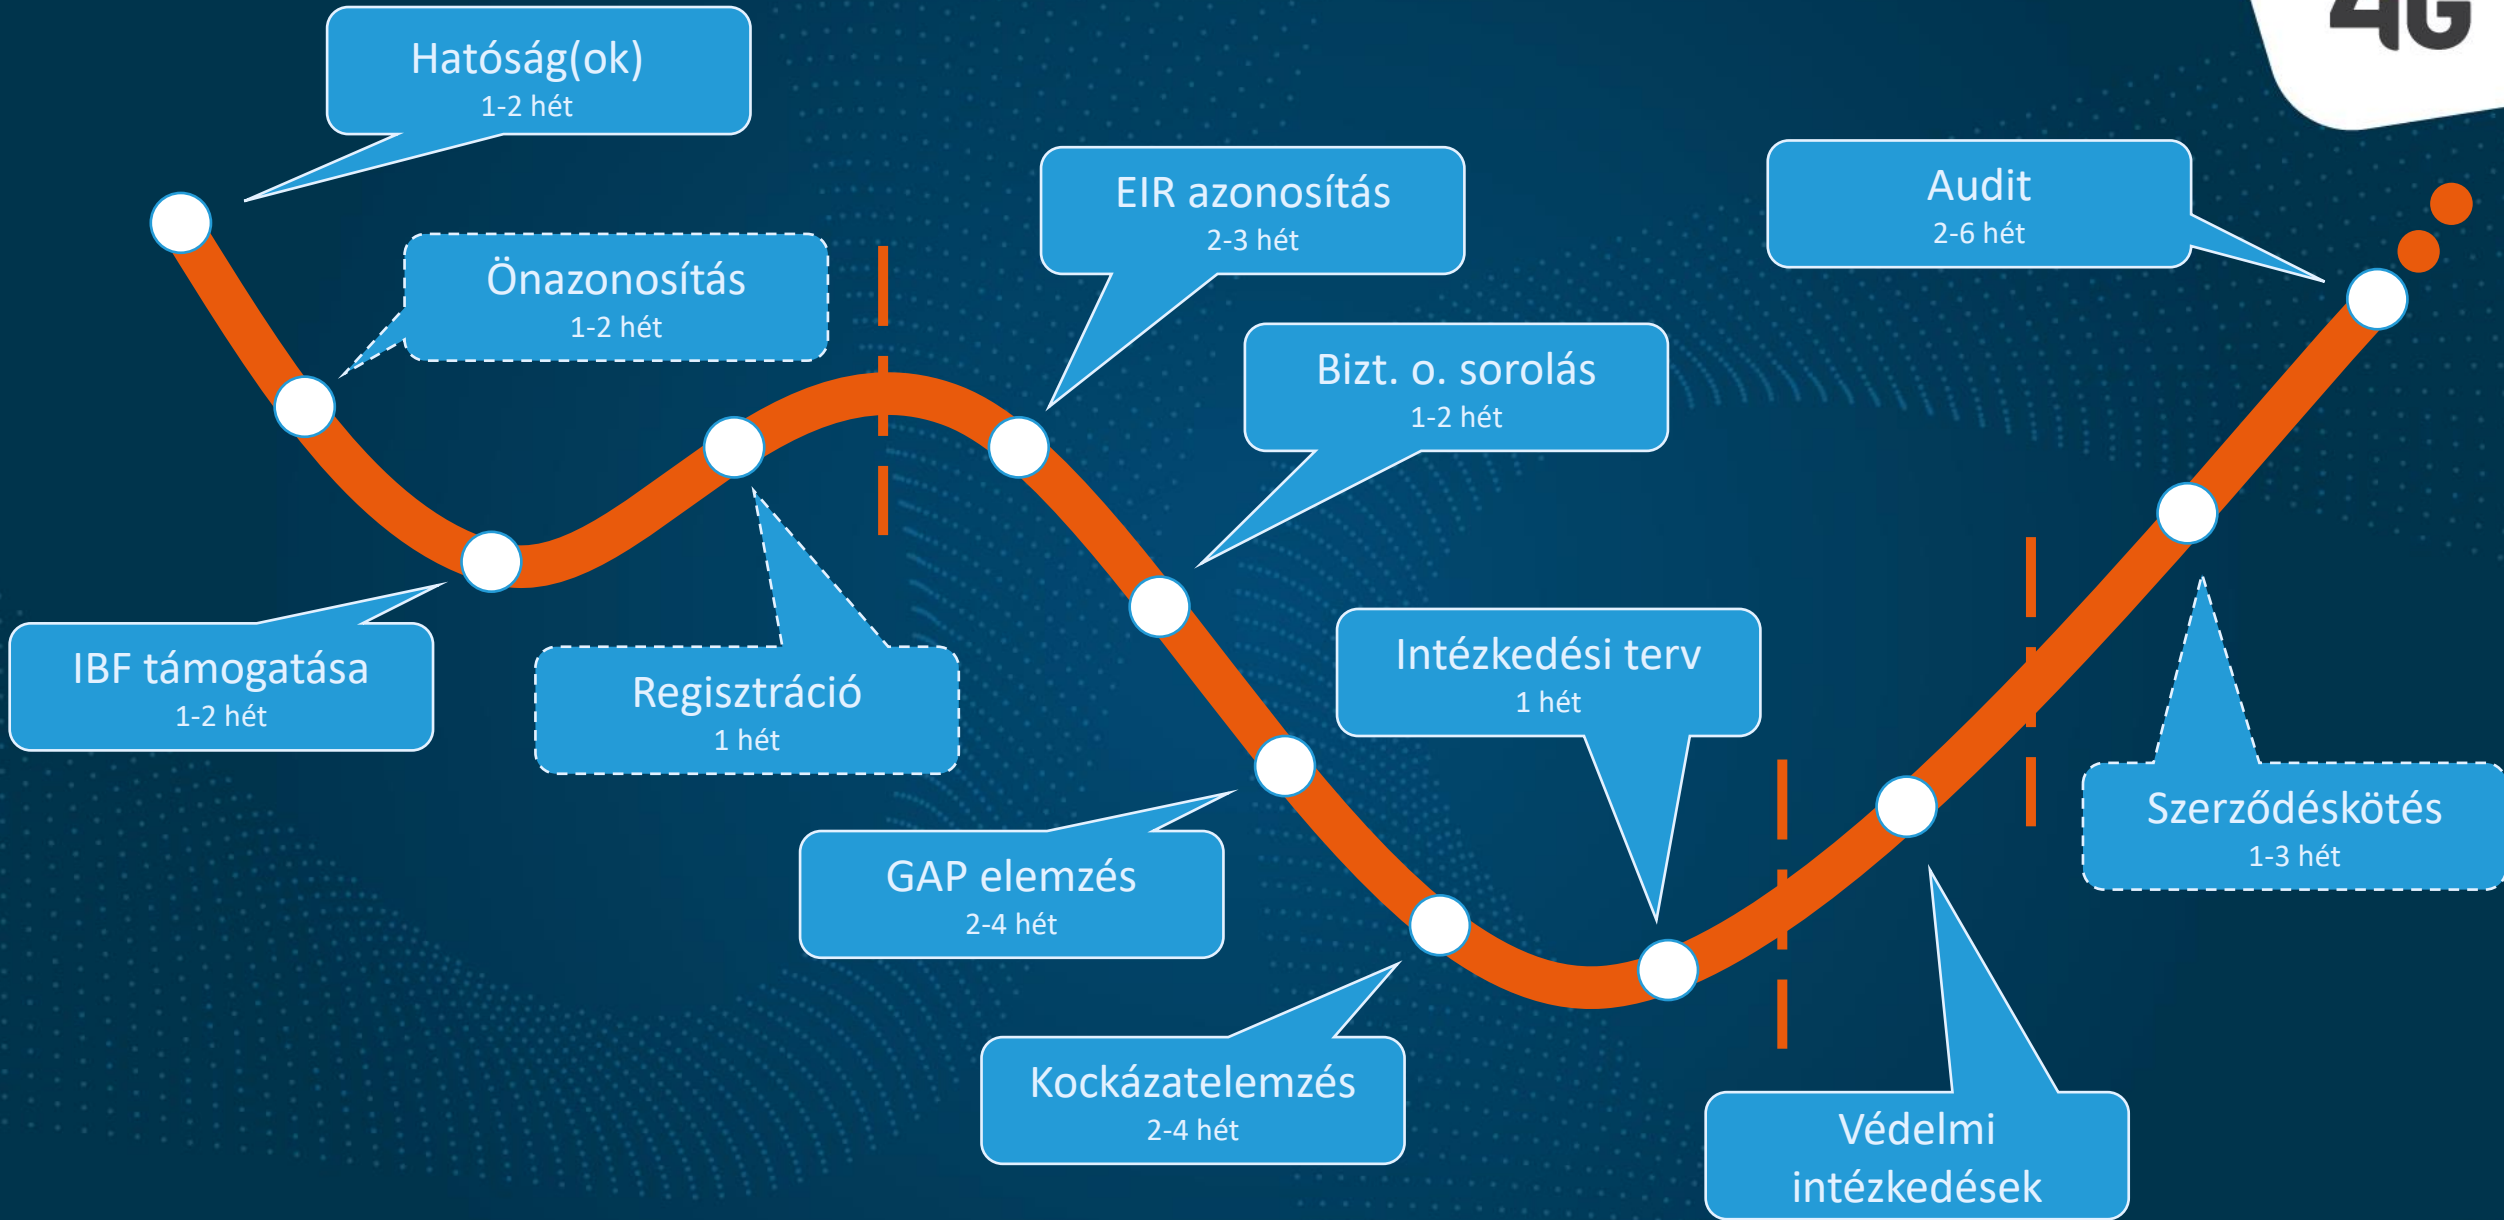 4G
Hatóság(ok)
1-2 hét
Önazonosítás
1-2 hét
IBF támogatása
1-2 hét
Regisztráció
1 hét
EIR azonosítás
2-3 hét
Bizt. o. sorolás
1-2 hét
GAP elemzés
2-4 hét
Kockázatelemzés
2-4 hét
Intézkedési terv
1 hét
Védelmi
intézkedések
Szerződéskötés
1-3 hét
Audit
2-6 hét